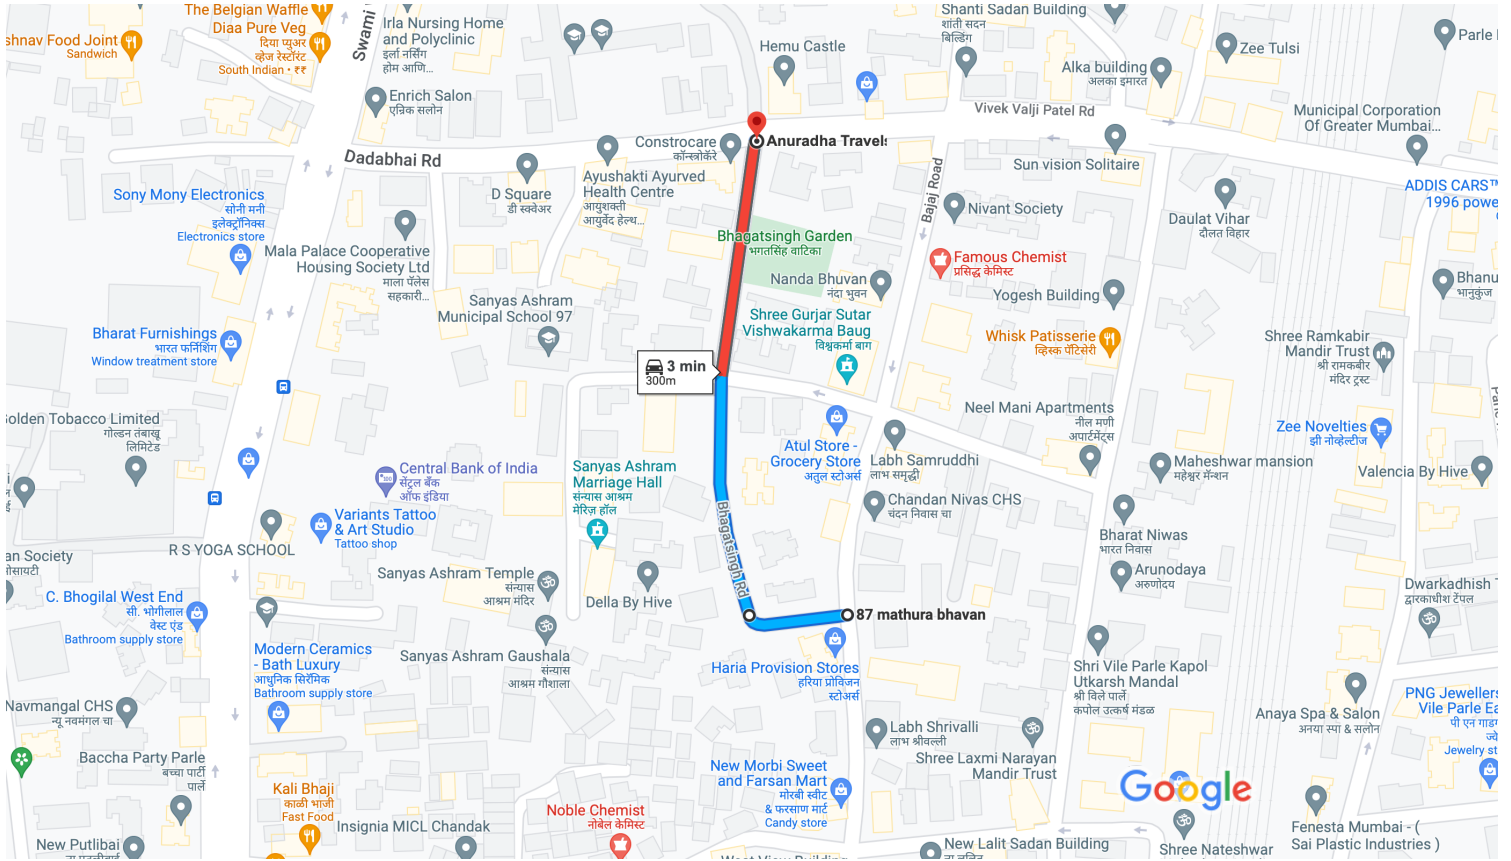 The Belgian Waffle
Diaa Pure Veg
दिया प्युअर
व्हेज रेस्टॉरंट
South Indian • ₹₹
shnav Food Joint
Sandwich
Swami
Irla Nursing Home
and Polyclinic
इर्ला नर्सिंग
होम आणि...
Enrich Salon
एन्रिक सलोन
Hemu Castle
Shanti Sadan Building
शांती सदन
बिल्डिंग
Zee Tulsi
Parle
Alka building
अलका इमारत
Vivek Valji Patel Rd
Municipal Corporation
Of Greater Mumbai...
Dadabhai Rd
Constrocare
कॉन्स्त्रोकॅरे
Anuradha Travels
Sun vision Solitaire
D Square
डी स्क्वेअर
Ayushakti Ayurved
Health Centre
आयुशक्ती
आयुर्वेद हेल्थ...
Bajaj Road
Nivant Society
Daulat Vihar
दौलत विहार
ADDIS CARS™
1996 powe
Sony Mony Electronics
सोनी मनी
इलेक्ट्रॉनिक्स
Electronics store
Mala Palace Cooperative
Housing Society Ltd
माला पॅलेस
सहकारी...
Bhagatsingh Garden
भगतसिंह वाटिका
Famous Chemist
प्रसिद्ध केमिस्ट
Nanda Bhuvan
नंदा भुवन
Yogesh Building
Bhanu
भानुकुंज
Sanyas Ashram
Municipal School 97
Shree Gurjar Sutar
Vishwakarma Baug
विश्वकर्मा बाग
Whisk Patisserie
व्हिस्क पॅटिसेरी
Bharat Furnishings
भारत फर्निशिंग
Window treatment store
Shree Ramkabir
Mandir Trust
श्री रामकबीर
मंदिर ट्रस्ट
3 min
300m
Golden Tobacco Limited
गोल्डन तंबाखू
लिमिटेड
Neel Mani Apartments
नील मणी
अपार्टमेंट्स
Zee Novelties
झी नोव्हेल्टीज
Atul Store -
Grocery Store
अतुल स्टोअर्स
Labh Samruddhi
लाभ समृद्धी
Maheshwar mansion
महेश्वर मॅन्शन
Valencia By Hive
Central Bank of India
सेंट्रल बँक
ऑफ इंडिया
Sanyas Ashram
Marriage Hall
संन्यास आश्रम
मेरिज़ हॉल
Chandan Nivas CHS
चंदन निवास चा
Variants Tattoo
& Art Studio
Tattoo shop
Bhagatsingh Rd
Bharat Niwas
भारत निवास
R S YOGA SCHOOL
an Society
सोसायटी
Sanyas Ashram Temple
संन्यास
आश्रम मंदिर
Arunodaya
अरुणोदय
Dwarkadhish T
द्वारकाधीश टेंपल
C. Bhogilal West End
सी. भोगीलाल
वेस्ट एंड
Bathroom supply store
Della By Hive
87 mathura bhavan
Modern Ceramics
- Bath Luxury
आधुनिक सिरॅमिक
Bathroom supply store
Sanyas Ashram Gaushala
संन्यास
आश्रम गौशाला
Haria Provision Stores
हरिया प्रोविजन
स्टोअर्स
Shri Vile Parle Kapol
Utkarsh Mandal
श्री विले पार्ले
कपोल उत्कर्ष मंडळ
Navmangal CHS
न्यू नवमंगल चा
Labh Shrivalli
लाभ श्रीवल्ली
Anaya Spa & Salon
अनया स्पा & सलोन
PNG Jewellers
Vile Parle Ea
पी एन गाडग
ज्वे
Jewelry st
Baccha Party Parle
बच्चा पार्टी
पार्ले
Shree Laxmi Narayan
Mandir Trust
New Morbi Sweet
and Farsan Mart
मोरबी स्वीट
& फरसाण मार्ट
Candy store
Google
Kali Bhaji
काळी भाजी
Fast Food
Noble Chemist
नोबेल केमिस्ट
Insignia MICL Chandak
New Putlibai
Fenesta Mumbai - (
Sai Plastic Industries )
New Lalit Sadan Building
Shree Nateshwar
West View Building